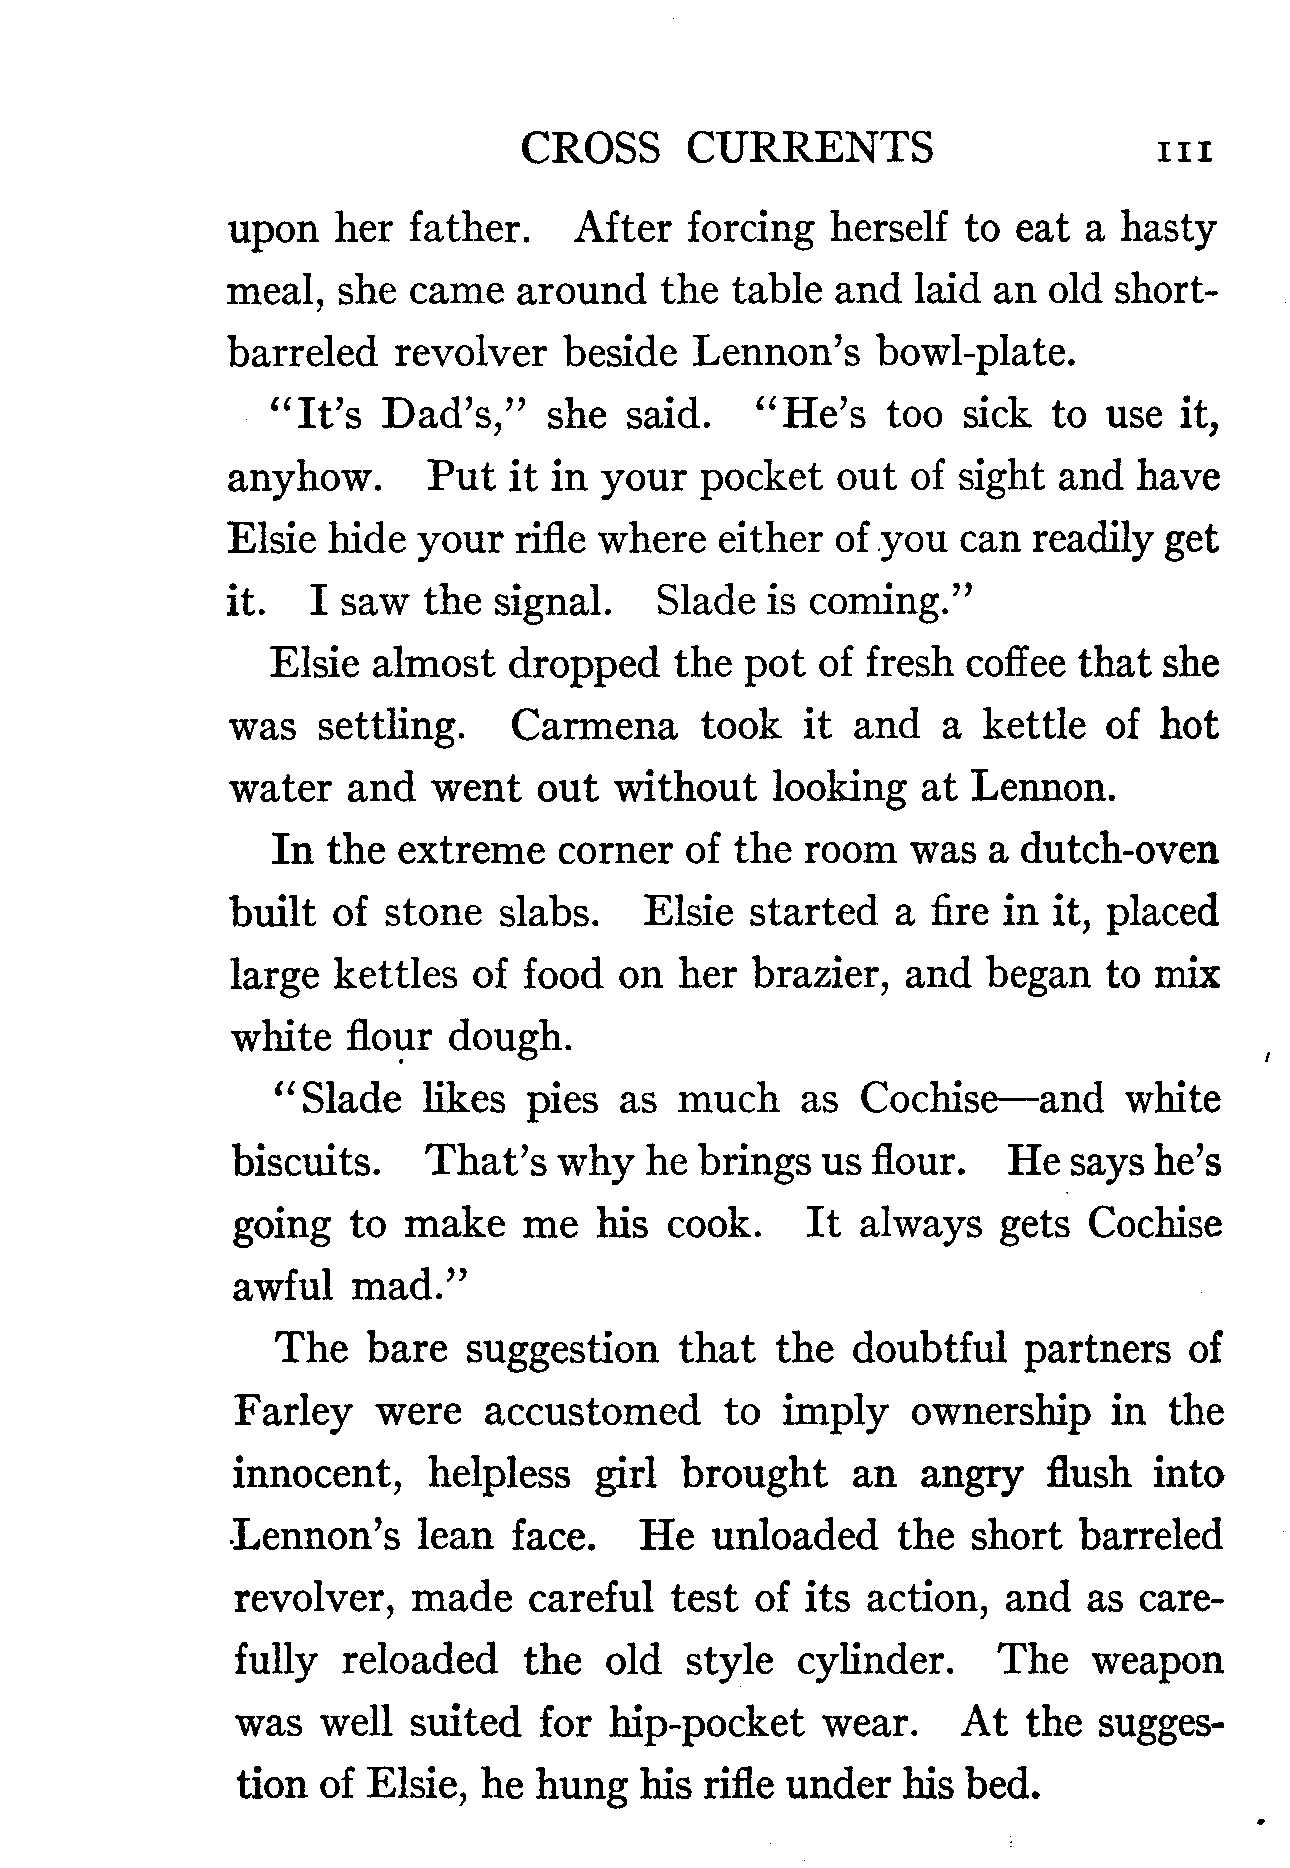 CROSS CURRENTS 111
upon her father. After forcing herself to eat a hasty
meal, she came around the table and laid an old short-
barreled revolver beside Lennon's bowl-plate.
"It's Dad's," she said. "He's too sick to use it,
anyhow. Put it in your pocket out of sight and have
Elsie hide your rifle where either of you can readily get
it. I saw the signal. Slade is coming."
Elsie almost dropped the pot of fresh coffee that she
was settling. Carmena took it and a kettle of hot
water and went out without looking at Lennon.
In the extreme corner of the room was a dutch-oven
built of stone slabs. Elsie started a fire in it, placed
large kettles of food on her brazier, and began to mix
white flour dough.
"Slade likes pies as much as Cochise—and white
biscuits. That's why he brings us flour. He says he's
going to make me his cook. It always gets Cochise
awful mad."
The bare suggestion that the doubtful partners of
Farley were accustomed to imply ownership in the
innocent, helpless girl brought an angry flush into
Lennon's lean face. He unloaded the short barreled
revolver, made careful test of its action, and as care-
fully reloaded the old style cylinder. The weapon
was well suited for hip-pocket wear. At the sugges-
tion of Elsie, he hung his rifle under his bed.